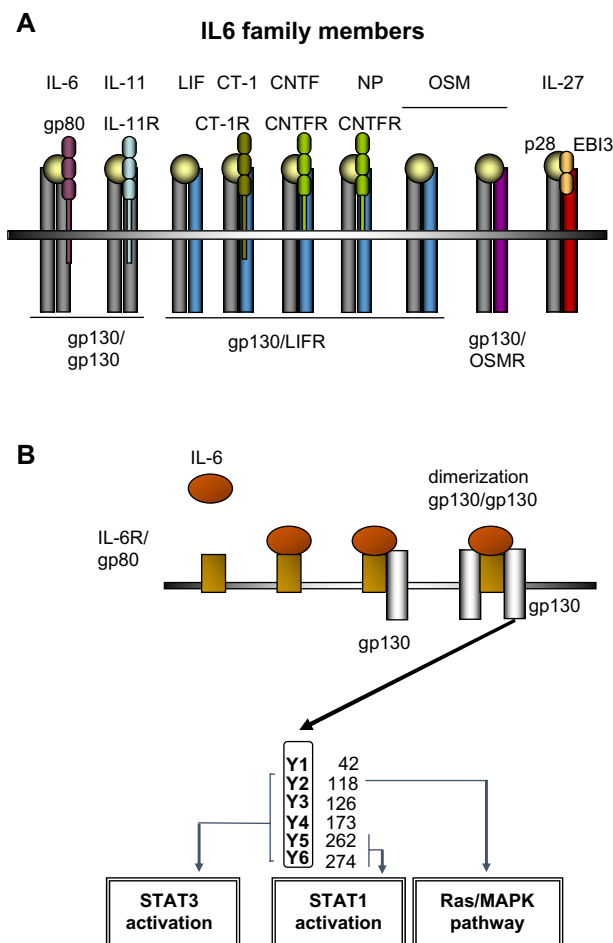 A
IL6 family members
IL-6 IL-11 LIF CT-1 CNTF NP OSM IL-27
gp80 IL-11R CT-1R CNTFR CNTFR p28 EBI3
gp130/
gp130
gp130/LIFR
gp130/
OSMR
B
IL-6
dimerization
gp130/gp130
IL-6R/
gp80
gp130
gp130
Y1 42
Y2 118
Y3 126
Y4 173
Y5 262
Y6 274
STAT3
activation
STAT1
activation
Ras/MAPK
pathway